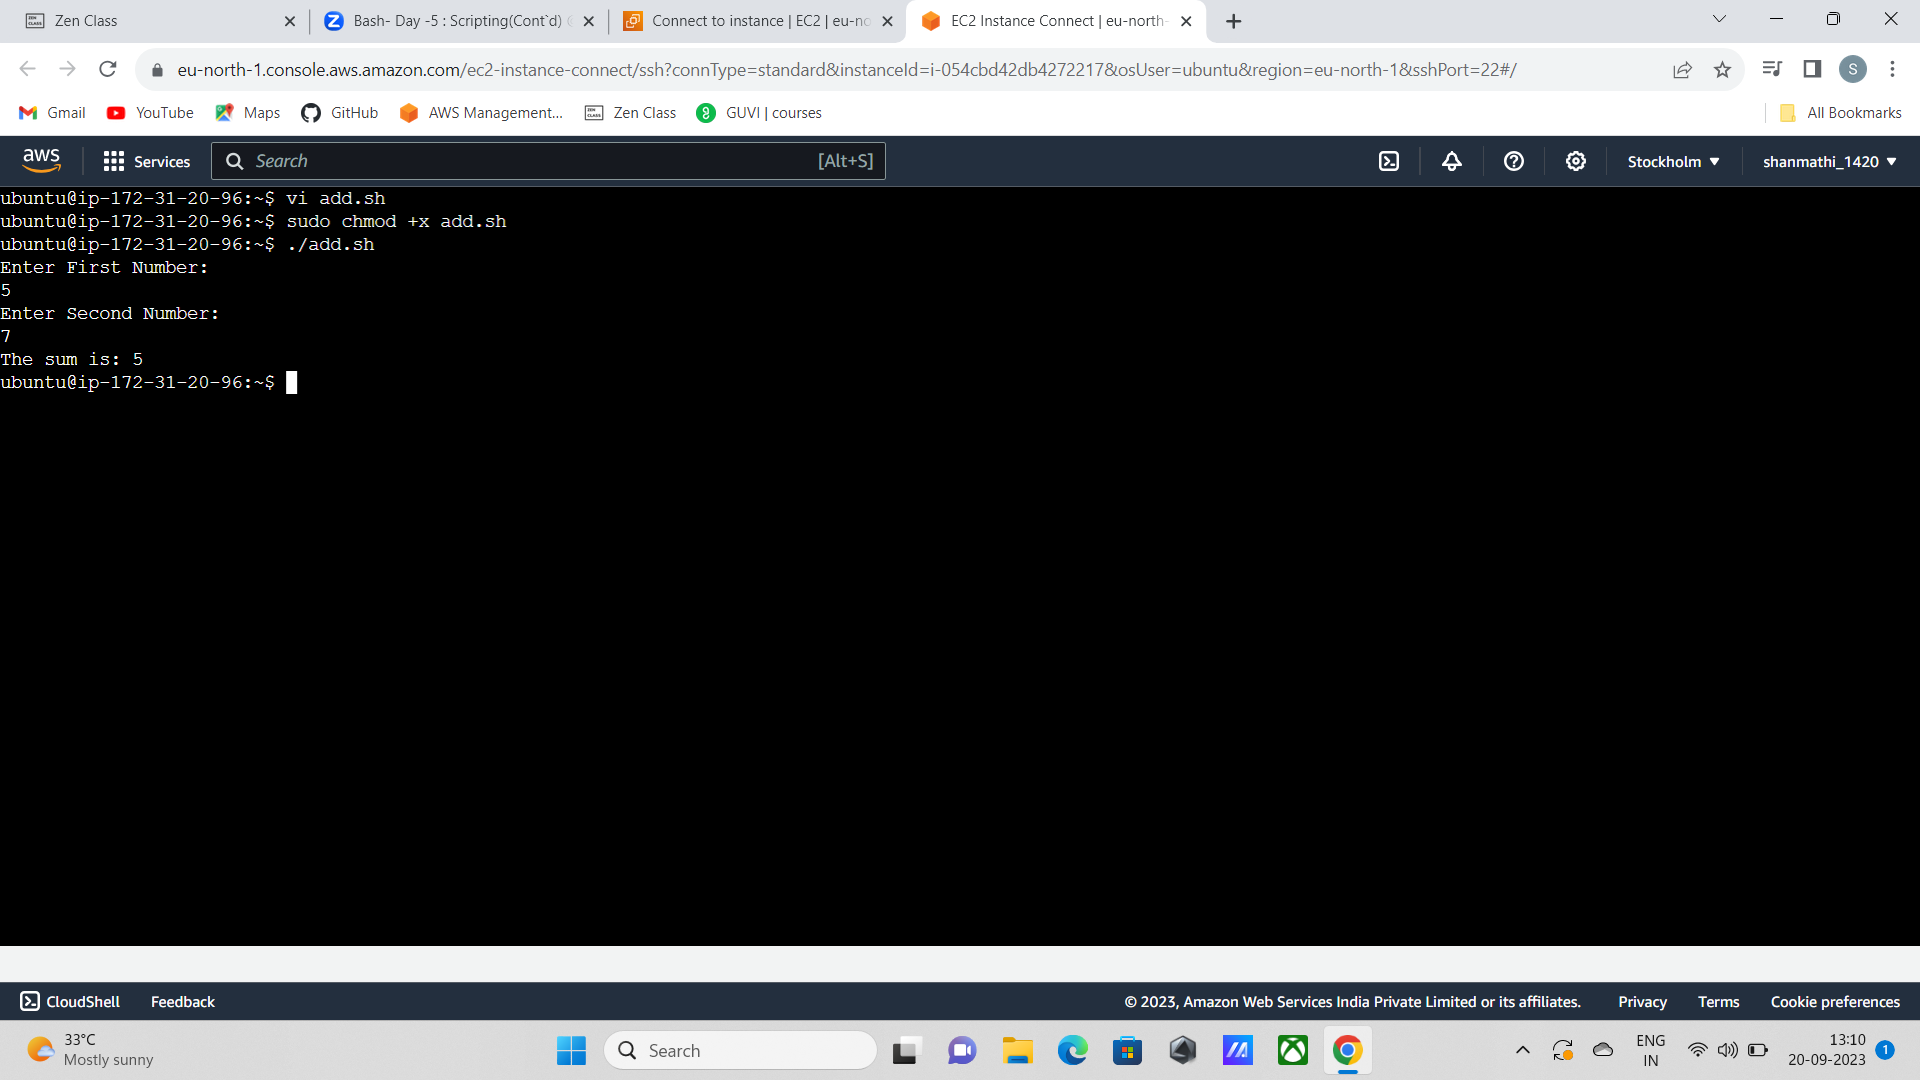 Zen Class
Bash- Day -5 : Scripting(Cont`d)
Connect to instance | EC2 | eu-no
EC2 Instance Connect | eu-north-
eu-north-1.console.aws.amazon.com/ec2-instance-connect/ssh?connType=standard&instanceId=i-054cbd42db4272217&osUser=ubuntu&region=eu-north-1&sshPort=22#/
S
Gmail
YouTube
Maps
GitHub
AWS Management...
ZEN CLASS
Zen Class
GUVI | courses
All Bookmarks
aws
Services
Search
[Alt+S]
Stockholm
shanmathi_1420
ubuntu@ip-172-31-20-96:~$ vi add.sh
ubuntu@ip-172-31-20-96:~$ sudo chmod +x add.sh
ubuntu@ip-172-31-20-96:~$ ./add.sh
Enter First Number:
5
Enter Second Number:
7
The sum is: 5
ubuntu@ip-172-31-20-96:~$
CloudShell
Feedback
© 2023, Amazon Web Services India Private Limited or its affiliates.
Privacy
Terms
Cookie preferences
33°C
Mostly sunny
Search
ENG
IN
13:10
20-09-2023
1